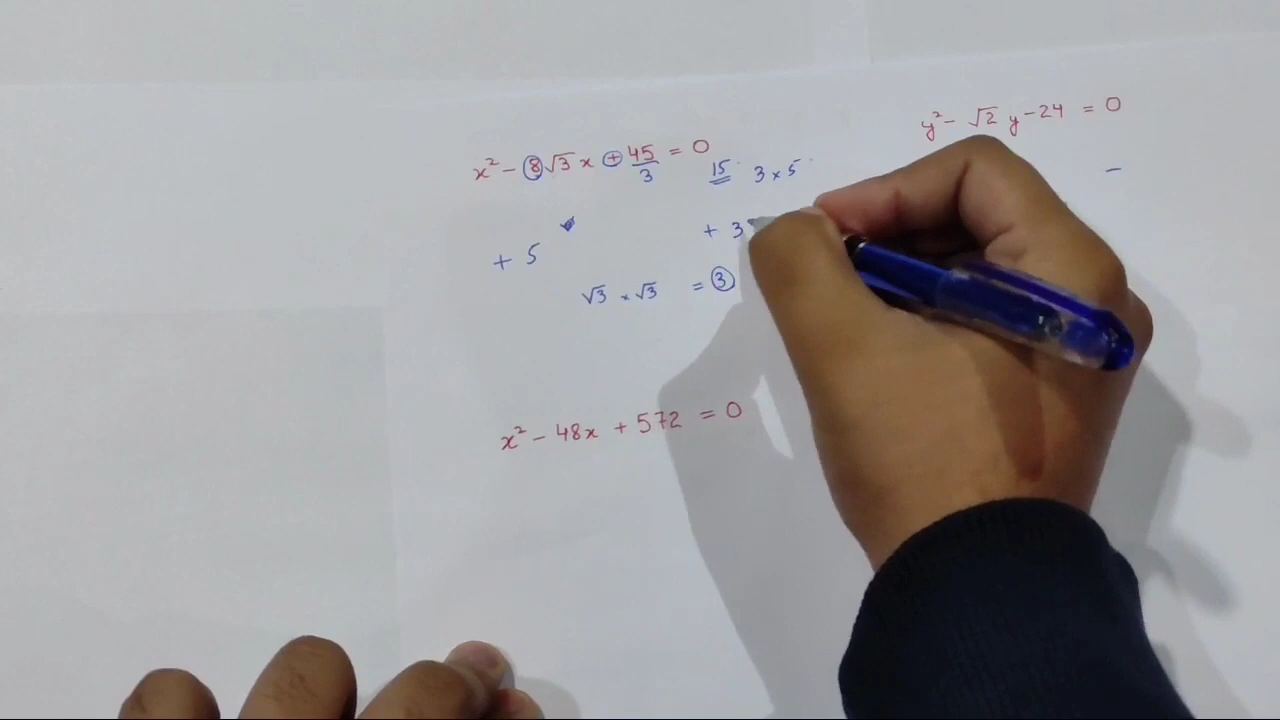 y² - √2 y - 24 = 0
x² - 8√3 x + 45 = 0
3
15 3 × 5
-
+ 5
+ 3
√3 × √3 = 3
x² - 48x + 572 = 0